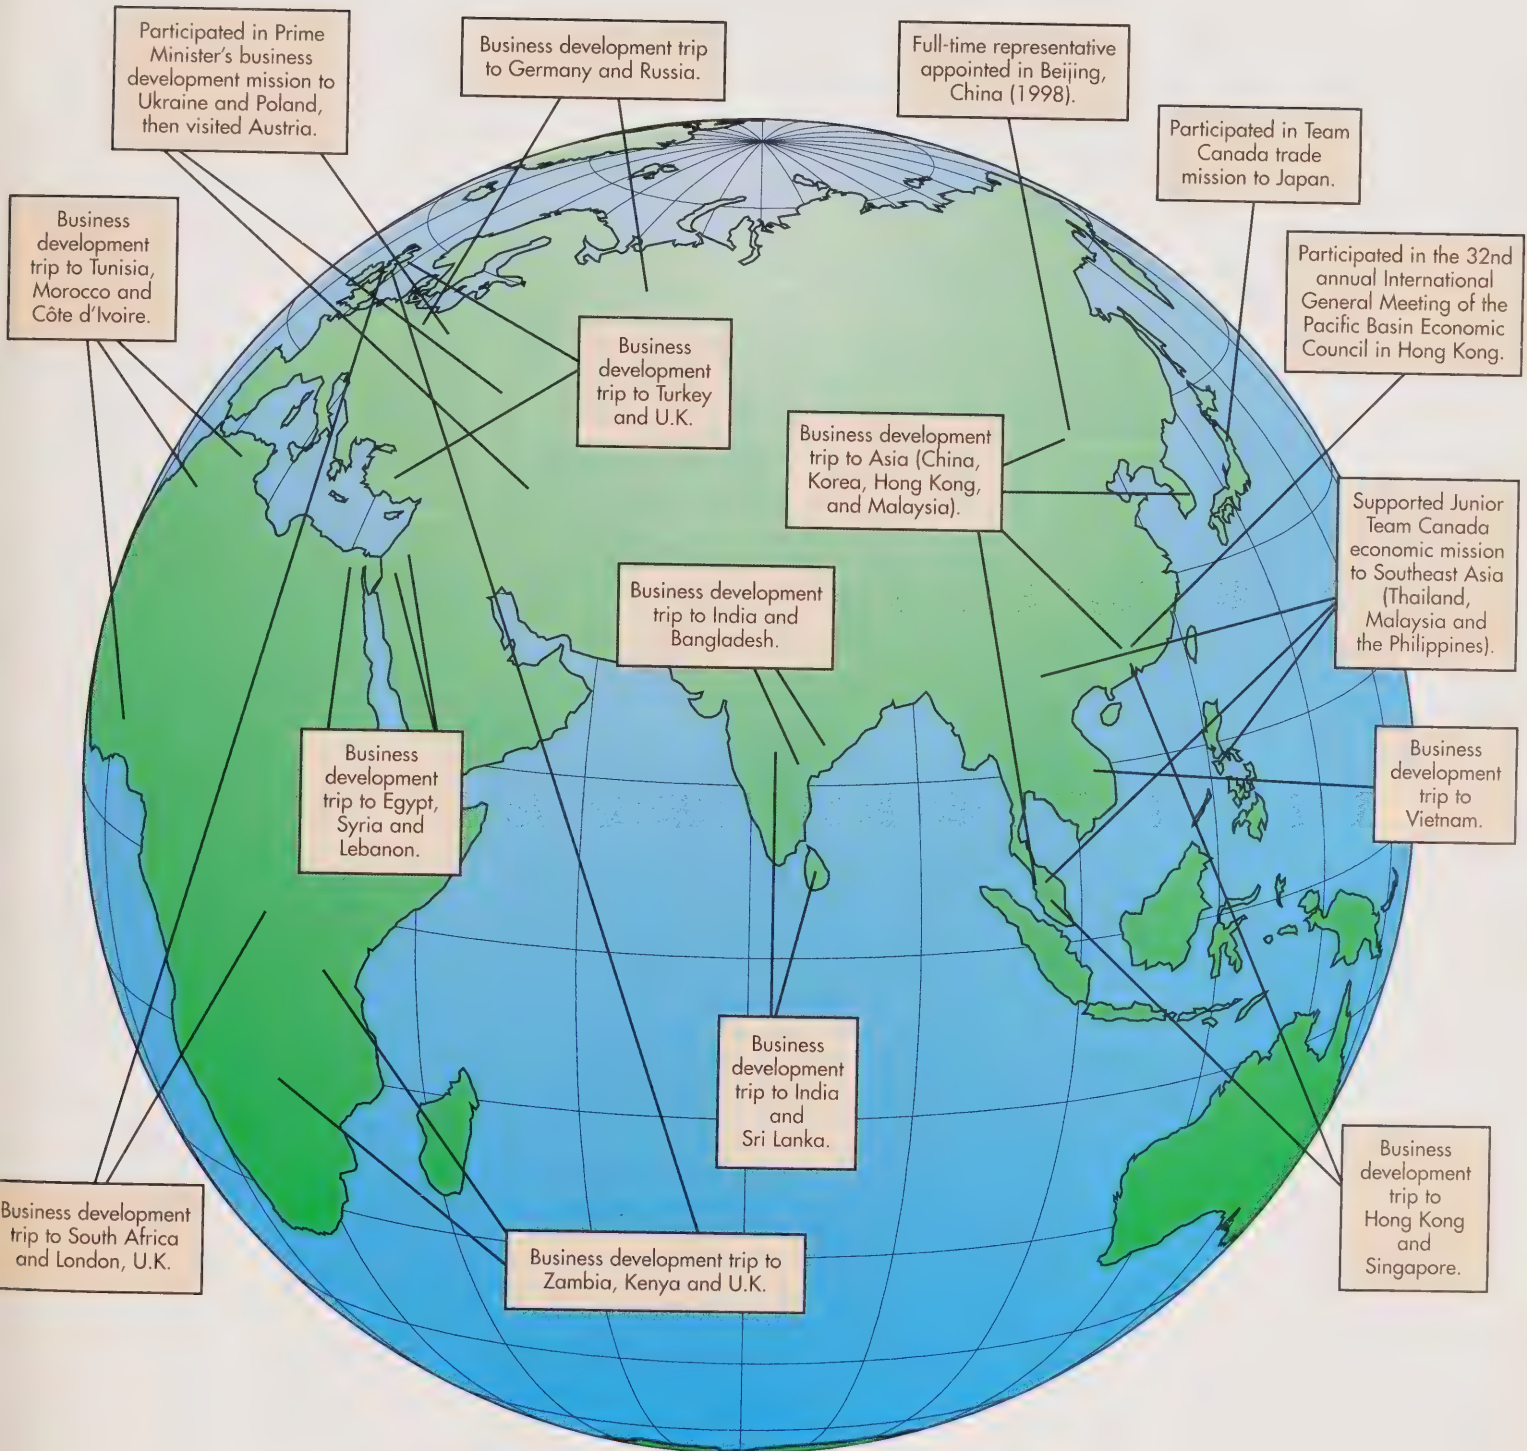 Participated in Prime
Minister's business
development mission to
Ukraine and Poland,
then visited Austria.
Business development trip
to Germany and Russia.
Full-time representative
appointed in Beijing,
China (1998).
Participated in Team
Canada trade
mission to Japan.
Business
development
trip to Tunisia,
Morocco and
Côte d'Ivoire.
Participated in the 32nd
annual International
General Meeting of the
Pacific Basin Economic
Council in Hong Kong.
Business
development
trip to Turkey
and U.K.
Business development
trip to Asia (China,
Korea, Hong Kong,
and Malaysia).
Supported Junior
Team Canada
economic mission
to Southeast Asia
(Thailand,
Malaysia and
the Philippines).
Business development
trip to India and
Bangladesh.
Business
development
trip to Egypt,
Syria and
Lebanon.
Business
development
trip to
Vietnam.
Business
development
trip to India
and
Sri Lanka.
Business
development
trip to
Hong Kong
and
Singapore.
Business development
trip to South Africa
and London, U.K.
Business development trip to
Zambia, Kenya and U.K.